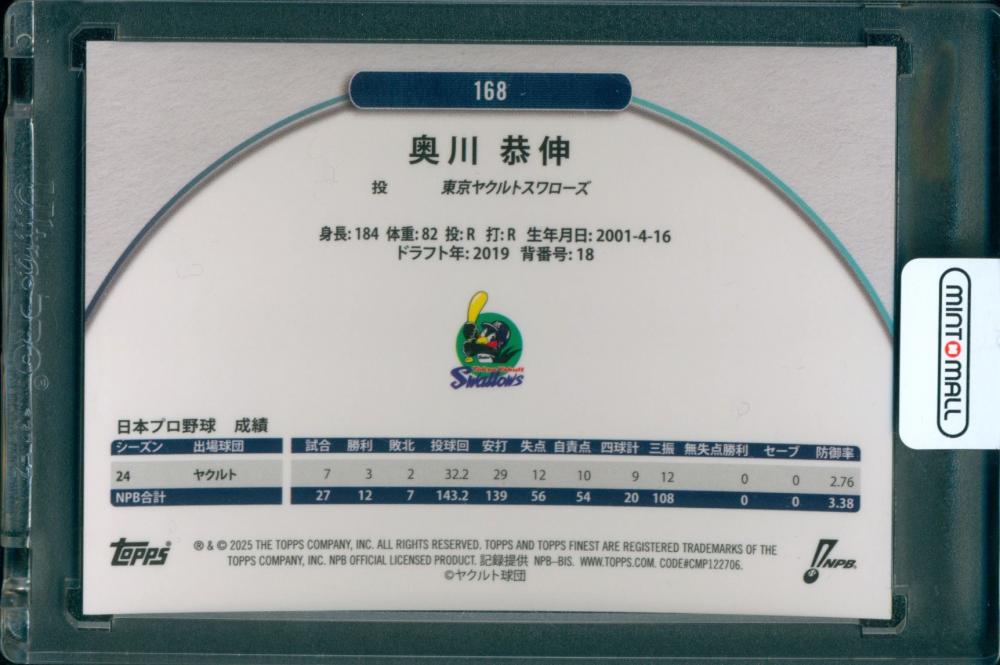 168
奥川 恭伸
投 東京ヤクルトスワローズ
身長: 184 体重: 82 投: R 打: R 生年月日: 2001-4-16
ドラフト年: 2019 背番号: 18
Tokyo Yakult
Swallows
日本プロ野球 成績
シーズン 出場球団 試合 勝利 敗北 投球回 安打 失点 自責点 四球計 三振 無失点勝利 セーブ 防御率
24 ヤクルト 7 3 2 32.2 29 12 10 9 12 0 0 2.76
NPB合計 27 12 7 143.2 139 56 54 20 108 0 0 3.38
topps
® & © 2025 THE TOPPS COMPANY, INC. ALL RIGHTS RESERVED. TOPPS AND TOPPS FINEST ARE REGISTERED TRADEMARKS OF THE
TOPPS COMPANY, INC. NPB OFFICIAL LICENSED PRODUCT. 記録提供 NPB–BIS. WWW.TOPPS.COM. CODE#CMP122706.
©ヤクルト球団
NPB.
MINT MALL